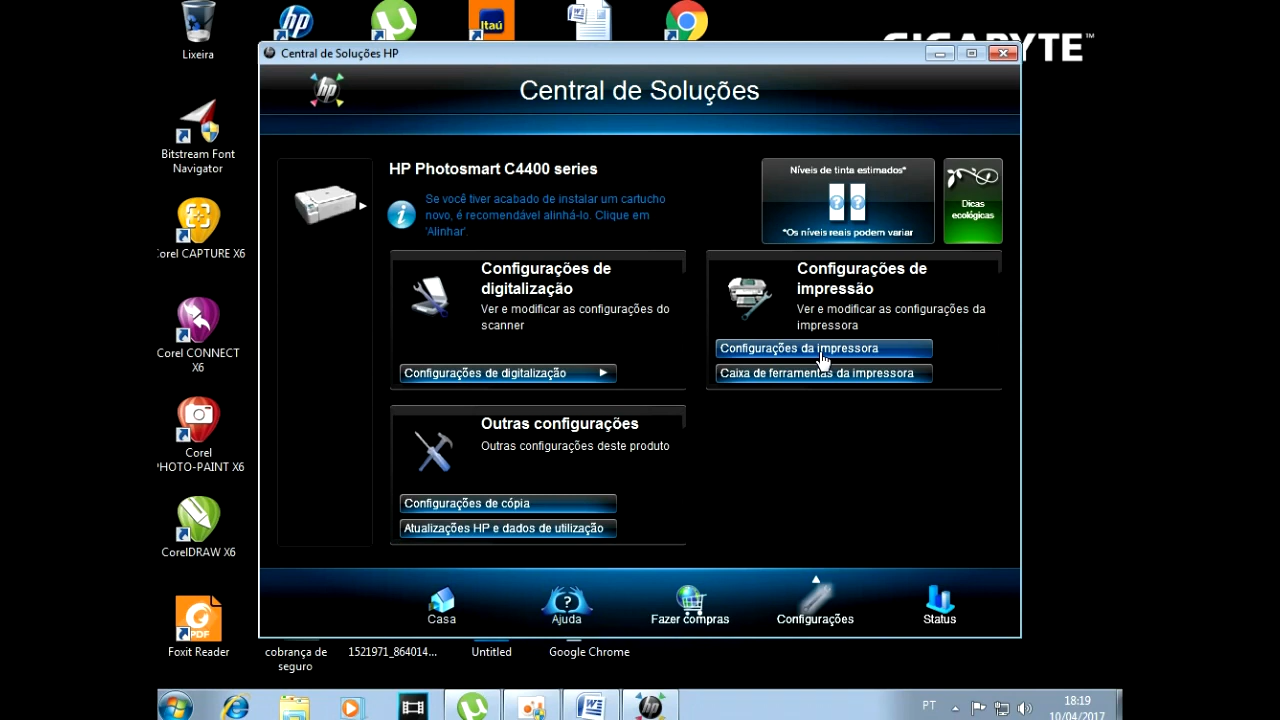 Lixeira
Itaú
GIGABYTE™
Central de Soluções HP
hp
Central de Soluções
Bitstream Font
Navigator
HP Photosmart C4400 series
Se você tiver acabado de instalar um cartucho
novo, é recomendável alinhá-lo. Clique em
'Alinhar'.
Níveis de tinta estimados*
*Os níveis reais podem variar
Dicas
ecológicas
Corel CAPTURE X6
Configurações de
digitalização
Ver e modificar as configurações do
scanner
Configurações de digitalização
Configurações de
impressão
Ver e modificar as configurações da
impressora
Configurações da impressora
Caixa de ferramentas da impressora
Corel CONNECT
X6
Outras configurações
Outras configurações deste produto
Configurações de cópia
Atualizações HP e dados de utilização
Corel
PHOTO-PAINT X6
CorelDRAW X6
Casa
Ajuda
Fazer compras
Configurações
Status
PDF
Foxit Reader
cobrança de
seguro
1521971_864014...
Untitled
Google Chrome
PT
18:19
10/04/2017